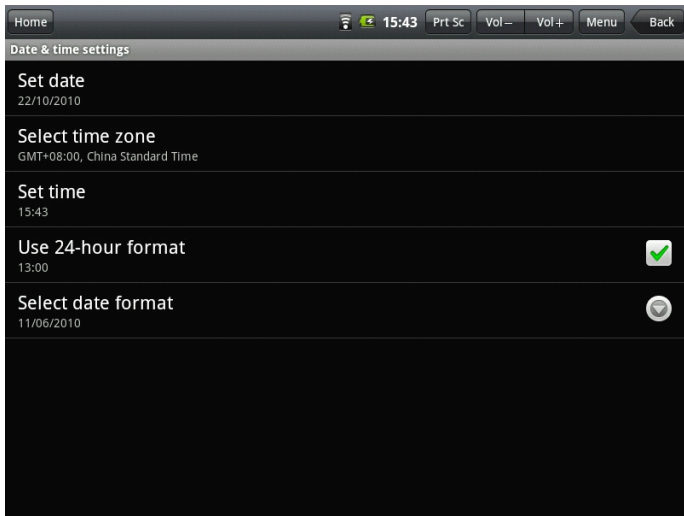 Home 15:43 Prt Sc Vol− Vol+ Menu Back
Date & time settings
Set date
22/10/2010
Select time zone
GMT+08:00, China Standard Time
Set time
15:43
Use 24-hour format
13:00
Select date format
11/06/2010